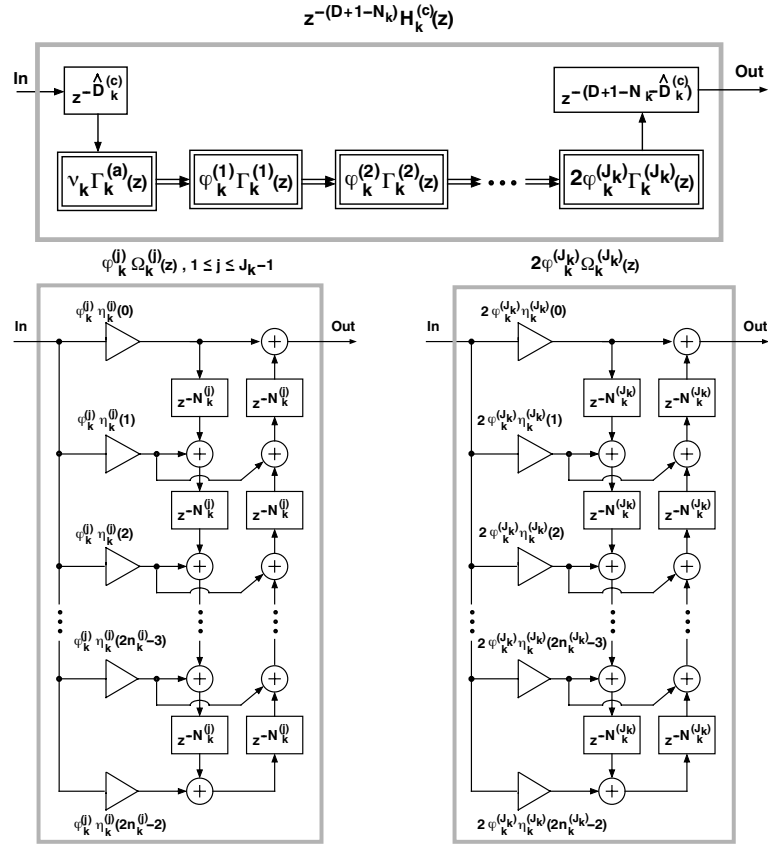 z^{-(D+1-N_k)}H_k^{(c)}(z)
In
Out
z^{-\hat{D}_k^{(c)}}
z^{-(D+1-N_k-\hat{D}_k^{(c)})}
ν_kΓ_k^{(a)}(z)
φ_k^{(1)}Γ_k^{(1)}(z)
φ_k^{(2)}Γ_k^{(2)}(z)
• • •
2φ_k^{(J_k)}Γ_k^{(J_k)}(z)
φ_k^{(j)} Ω_k^{(j)}(z) , 1 ≤ j ≤ J_k−1
In
φ_k^{(j)} η_k^{(j)}(0)
Out
+
z^{-N_k^{(j)}}
z^{-N_k^{(j)}}
φ_k^{(j)} η_k^{(j)}(1)
+
+
z^{-N_k^{(j)}}
z^{-N_k^{(j)}}
φ_k^{(j)} η_k^{(j)}(2)
+
+
φ_k^{(j)} η_k^{(j)}(2n_k^{(j)}−3)
+
+
z^{-N_k^{(j)}}
z^{-N_k^{(j)}}
+
φ_k^{(j)} η_k^{(j)}(2n_k^{(j)}−2)
2φ_k^{(J_k)}Ω_k^{(J_k)}(z)
In
2 φ_k^{(J_k)} η_k^{(J_k)}(0)
Out
+
z^{-N_k^{(J_k)}}
z^{-N_k^{(J_k)}}
2 φ_k^{(J_k)} η_k^{(J_k)}(1)
+
+
z^{-N_k^{(J_k)}}
z^{-N_k^{(J_k)}}
2 φ_k^{(J_k)} η_k^{(J_k)}(2)
+
+
2 φ_k^{(J_k)} η_k^{(J_k)}(2n_k^{(J_k)}−3)
+
+
z^{-N_k^{(J_k)}}
z^{-N_k^{(J_k)}}
+
2 φ_k^{(J_k)} η_k^{(J_k)}(2n_k^{(J_k)}−2)